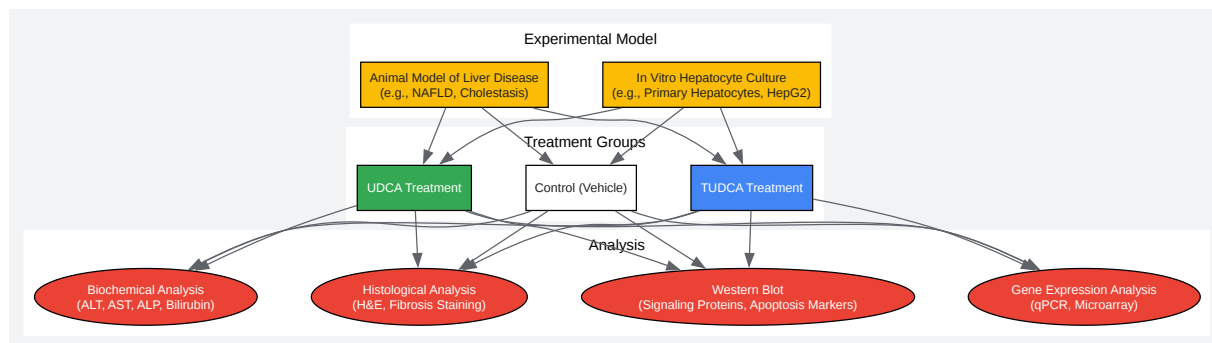 Experimental Model
Animal Model of Liver Disease
(e.g., NAFLD, Cholestasis)
In Vitro Hepatocyte Culture
(e.g., Primary Hepatocytes, HepG2)
Treatment Groups
UDCA Treatment
Control (Vehicle)
TUDCA Treatment
Analysis
Biochemical Analysis
(ALT, AST, ALP, Bilirubin)
Histological Analysis
(H&E, Fibrosis Staining)
Western Blot
(Signaling Proteins, Apoptosis Markers)
Gene Expression Analysis
(qPCR, Microarray)